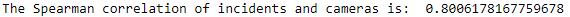 The Spearman correlation of incidents and cameras is:  0.8006178167759678